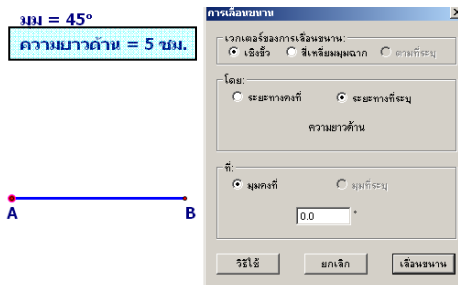 มุม = 45°
ความยาวด้าน = 5 ซม.
A B
การเลื่อนขนาน
เวกเตอร์ของการเลื่อนขนาน:
เชิงขั้ว สี่เหลี่ยมมุมฉาก ตามที่ระบุ
โดย:
ระยะทางคงที่ ระยะทางที่ระบุ
ความยาวด้าน
ที่:
มุมคงที่ มุมที่ระบุ
0.0 °
วิธีใช้ ยกเลิก เลื่อนขนาน